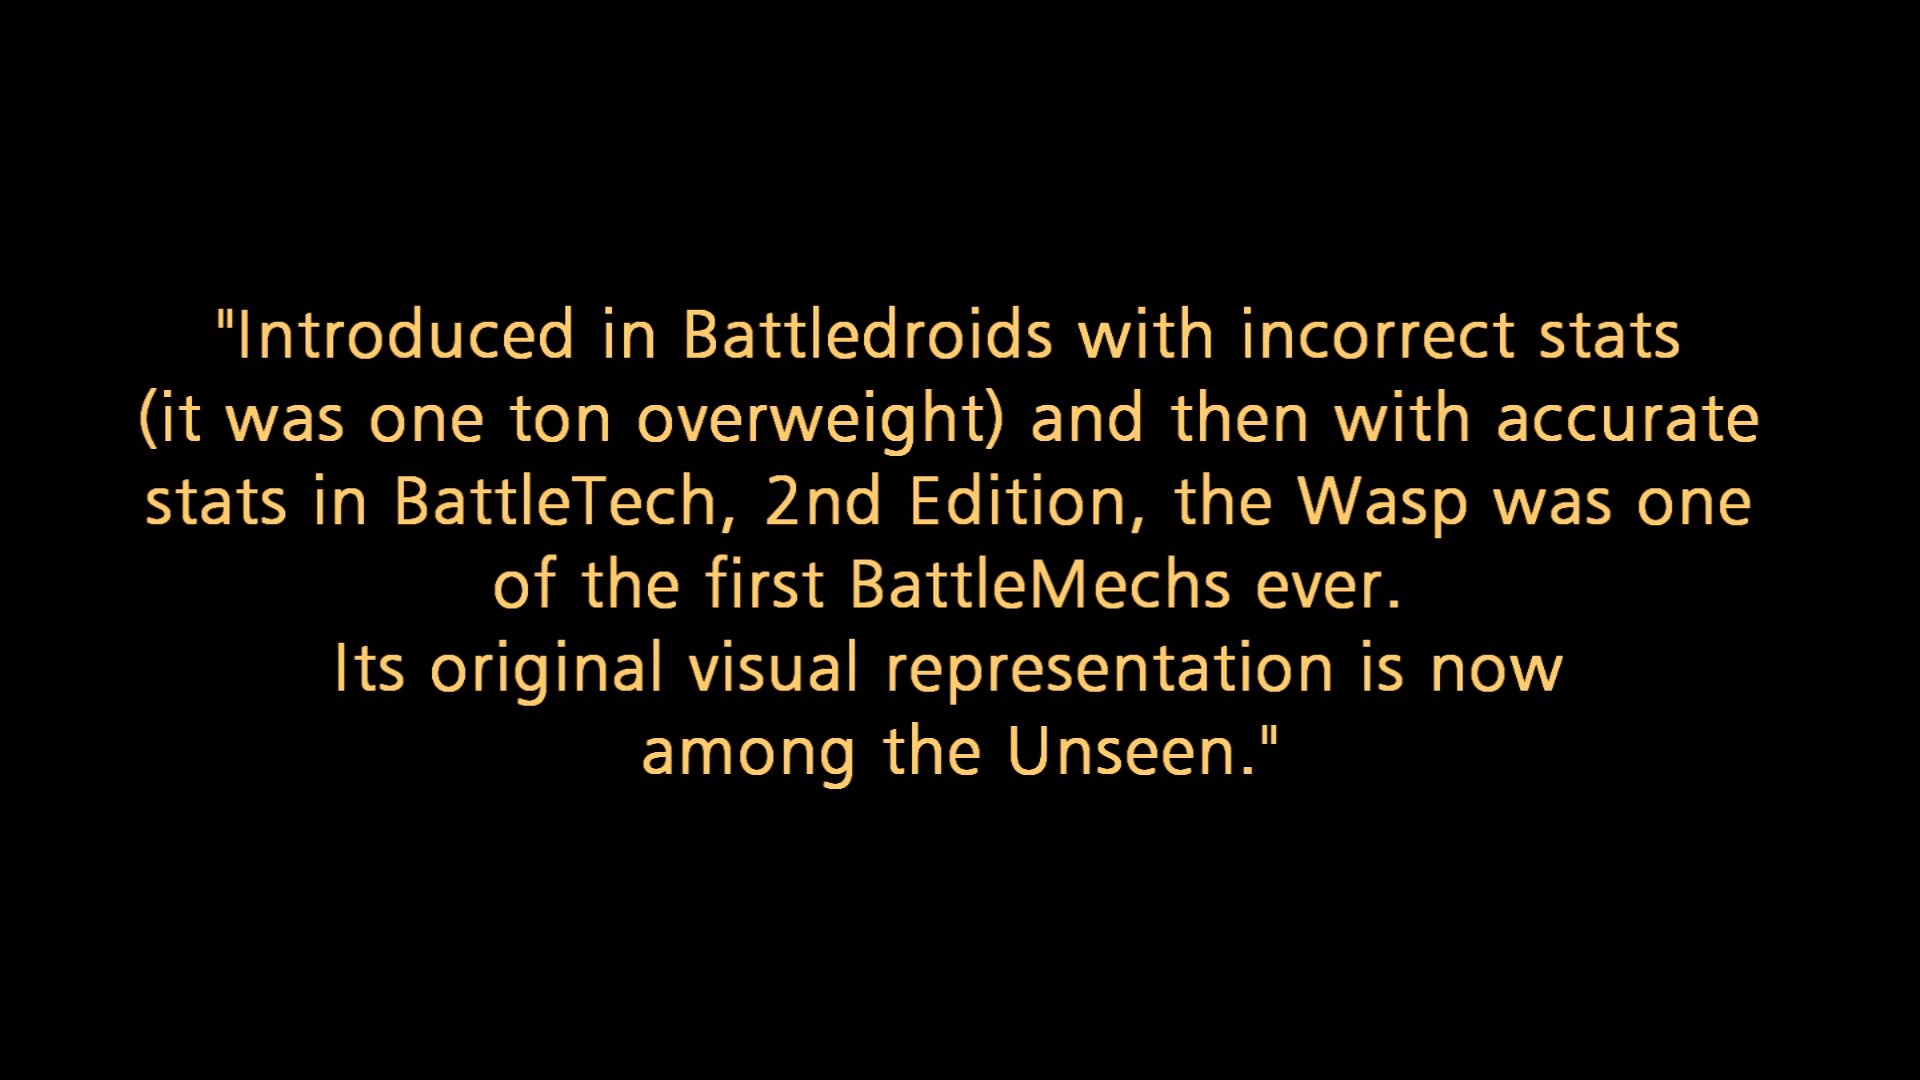 "Introduced in Battledroids with incorrect stats
(it was one ton overweight) and then with accurate
stats in BattleTech, 2nd Edition, the Wasp was one
of the first BattleMechs ever.
Its original visual representation is now
among the Unseen."